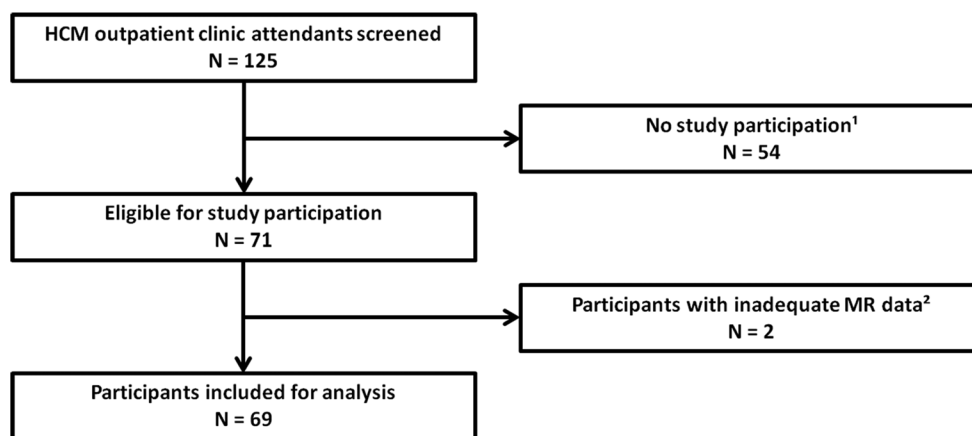 HCM outpatient clinic attendants screened
N = 125
No study participation¹
N = 54
Eligible for study participation
N = 71
Participants with inadequate MR data²
N = 2
Participants included for analysis
N = 69